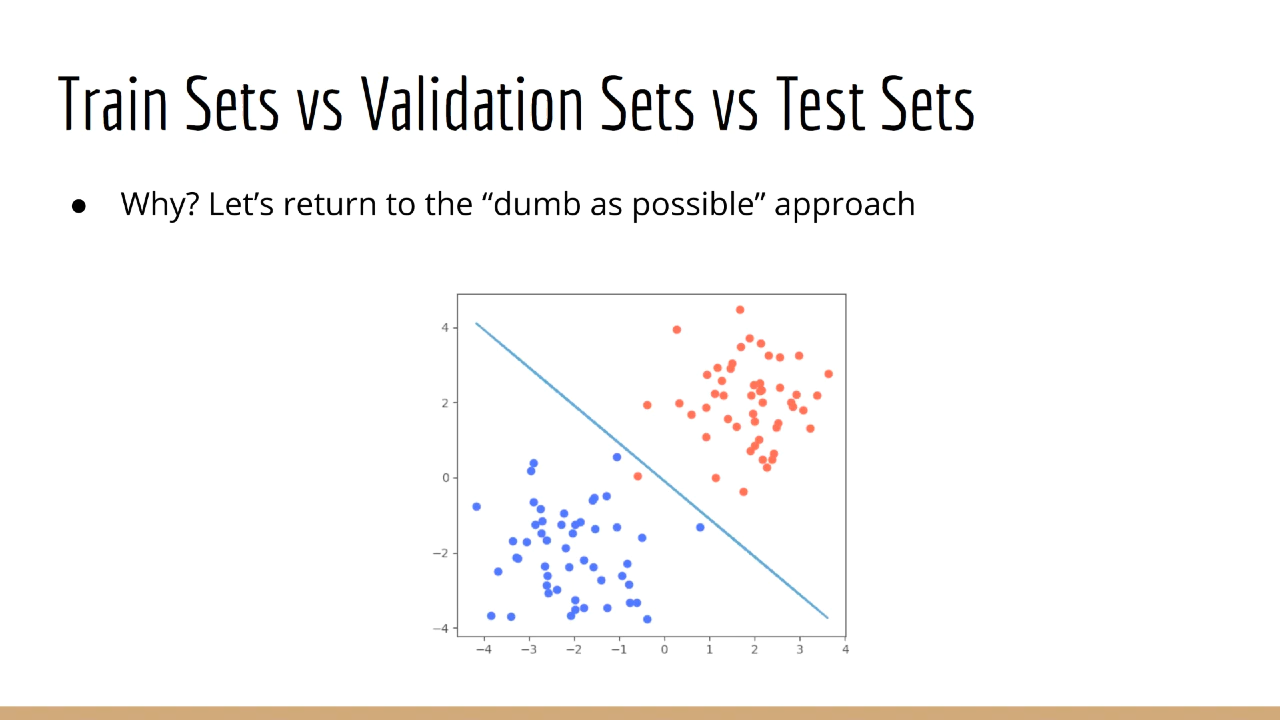 Train Sets vs Validation Sets vs Test Sets
● Why? Let’s return to the “dumb as possible” approach
4
2
0
−2
−4
−4 −3 −2 −1 0 1 2 3 4